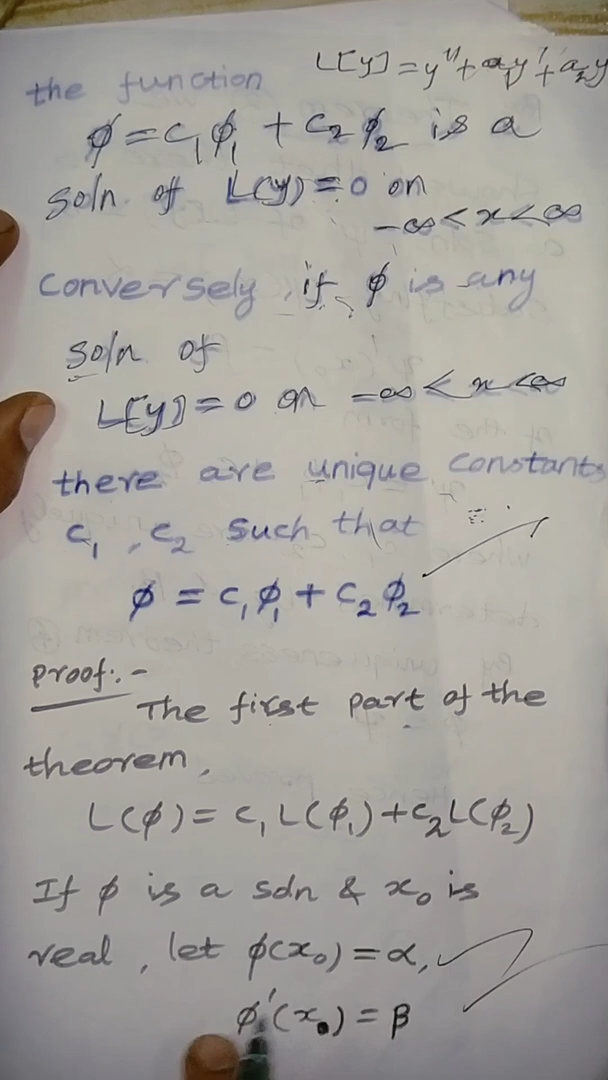 L[y] = y'' + a₁y' + a₂y
the function
ϕ = c₁ϕ₁ + c₂ϕ₂ is a
soln. of L(y) = 0 on
-∞ < x < ∞
Conversely, if ϕ is any
soln of
L[y] = 0 on -∞ < x < ∞
there are unique constants
c₁, c₂ such that
ϕ = c₁ϕ₁ + c₂ϕ₂
proof:-
The first part of the
theorem,
L(ϕ) = c₁L(ϕ₁) + c₂L(ϕ₂)
If ϕ is a soln & x₀ is
real, let ϕ(x₀) = α,
ϕ'(x₀) = β